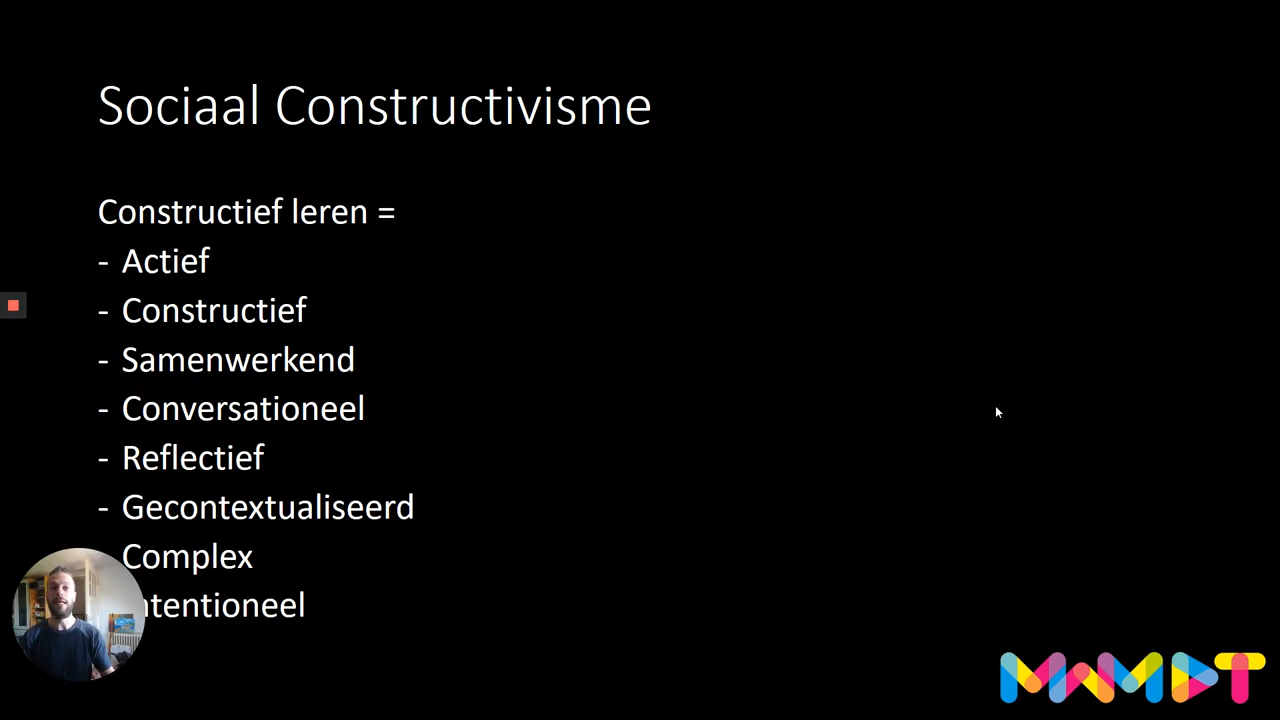 Sociaal Constructivisme
Constructief leren =
- Actief
- Constructief
- Samenwerkend
- Conversationeel
- Reflectief
- Gecontextualiseerd
Complex
ntentioneel